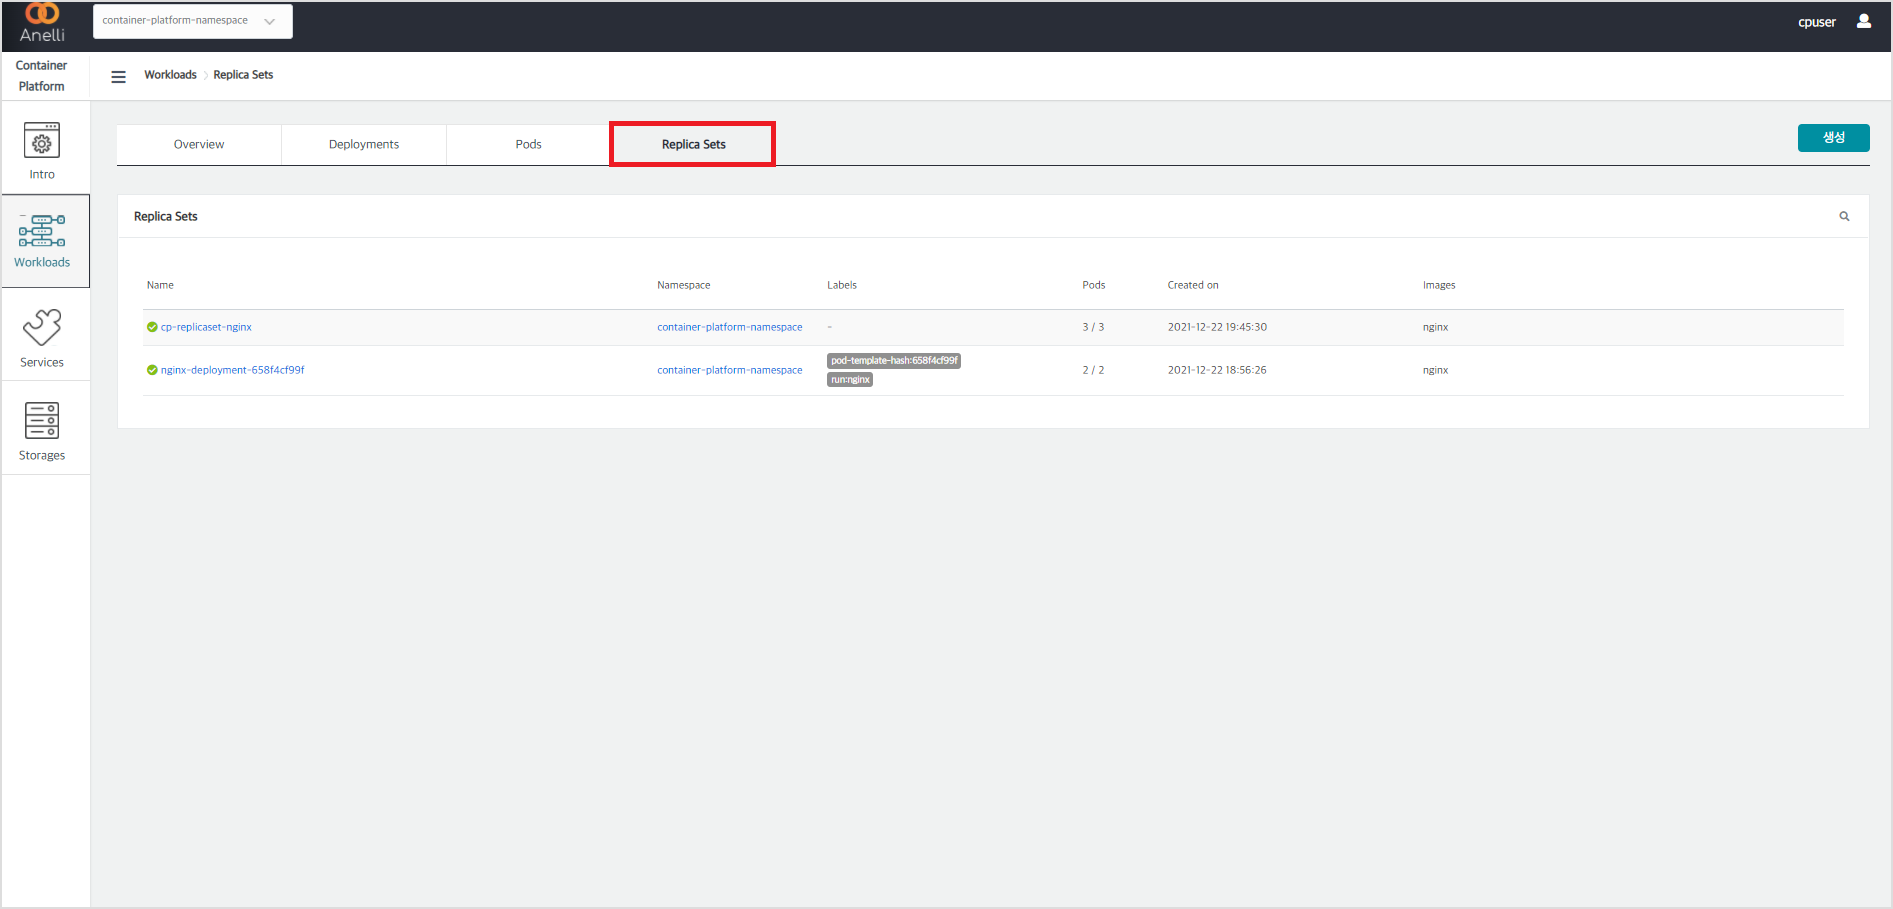 Anelli
container-platform-namespace
cpuser
Container
Platform
Workloads
Replica Sets
Intro
Workloads
Services
Storages
Overview
Deployments
Pods
Replica Sets
생성
Replica Sets
Name Namespace Labels Pods Created on Images
cp-replicaset-nginx container-platform-namespace - 3 / 3 2021-12-22 19:45:30 nginx
nginx-deployment-658f4cf99f container-platform-namespace pod-template-hash:658f4cf99f 2 / 2 2021-12-22 18:56:26 nginx
run:nginx